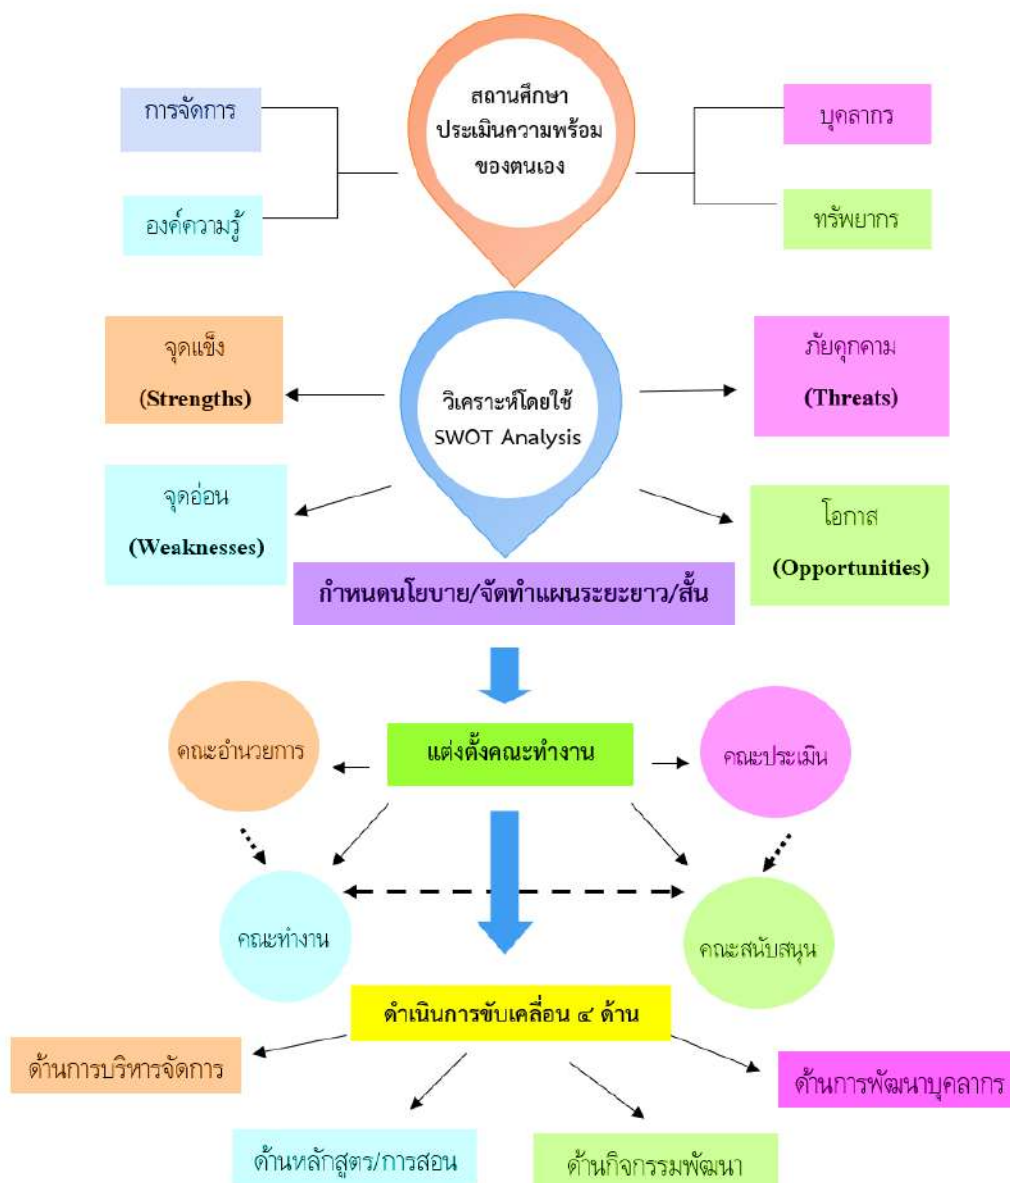 สถานศึกษา
ประเมินความพร้อม
ของตนเอง
การจัดการ
บุคลากร
องค์ความรู้
ทรัพยากร
จุดแข็ง
(Strengths)
ภัยคุกคาม
(Threats)
วิเคราะห์โดยใช้
SWOT Analysis
จุดอ่อน
(Weaknesses)
โอกาส
(Opportunities)
กำหนดนโยบาย/จัดทำแผนระยะยาว/สั้น
คณะอำนวยการ
แต่งตั้งคณะทำงาน
คณะประเมิน
คณะทำงาน
คณะสนับสนุน
ดำเนินการขับเคลื่อน ๔ ด้าน
ด้านการบริหารจัดการ
ด้านการพัฒนาบุคลากร
ด้านหลักสูตร/การสอน
ด้านกิจกรรมพัฒนา